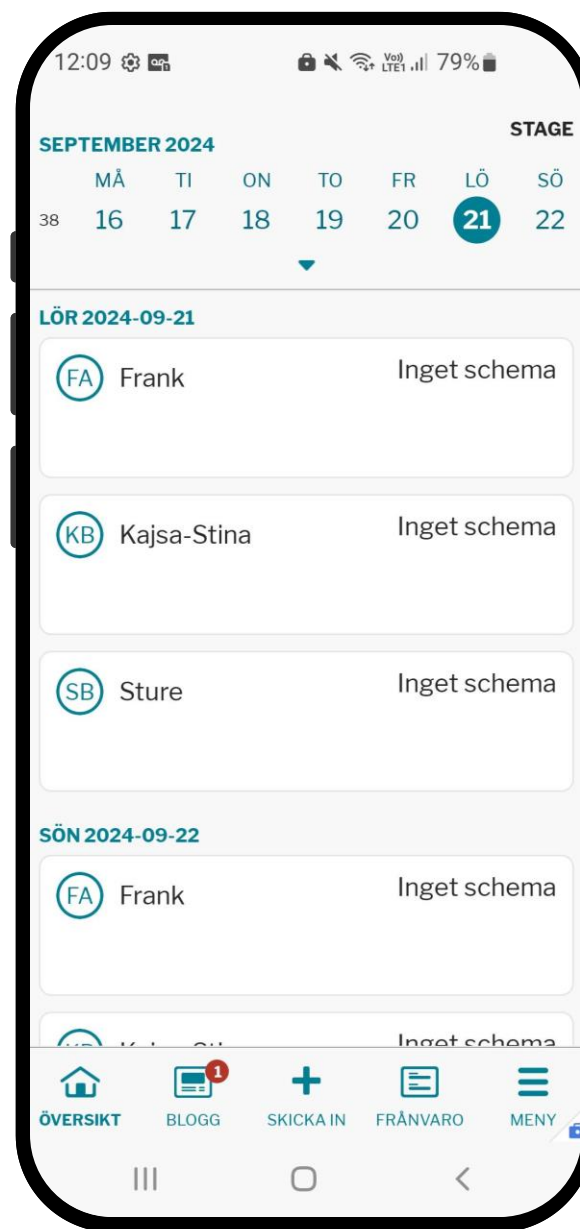 12:09 Vo)) LTE1 79%
STAGE
SEPTEMBER 2024
MÅ TI ON TO FR LÖ SÖ
38 16 17 18 19 20 21 22
LÖR 2024-09-21
FA Frank Inget schema
KB Kajsa-Stina Inget schema
SB Sture Inget schema
SÖN 2024-09-22
FA Frank Inget schema
Inget schema
1
ÖVERSIKT BLOGG SKICKA IN FRÅNVARO MENY